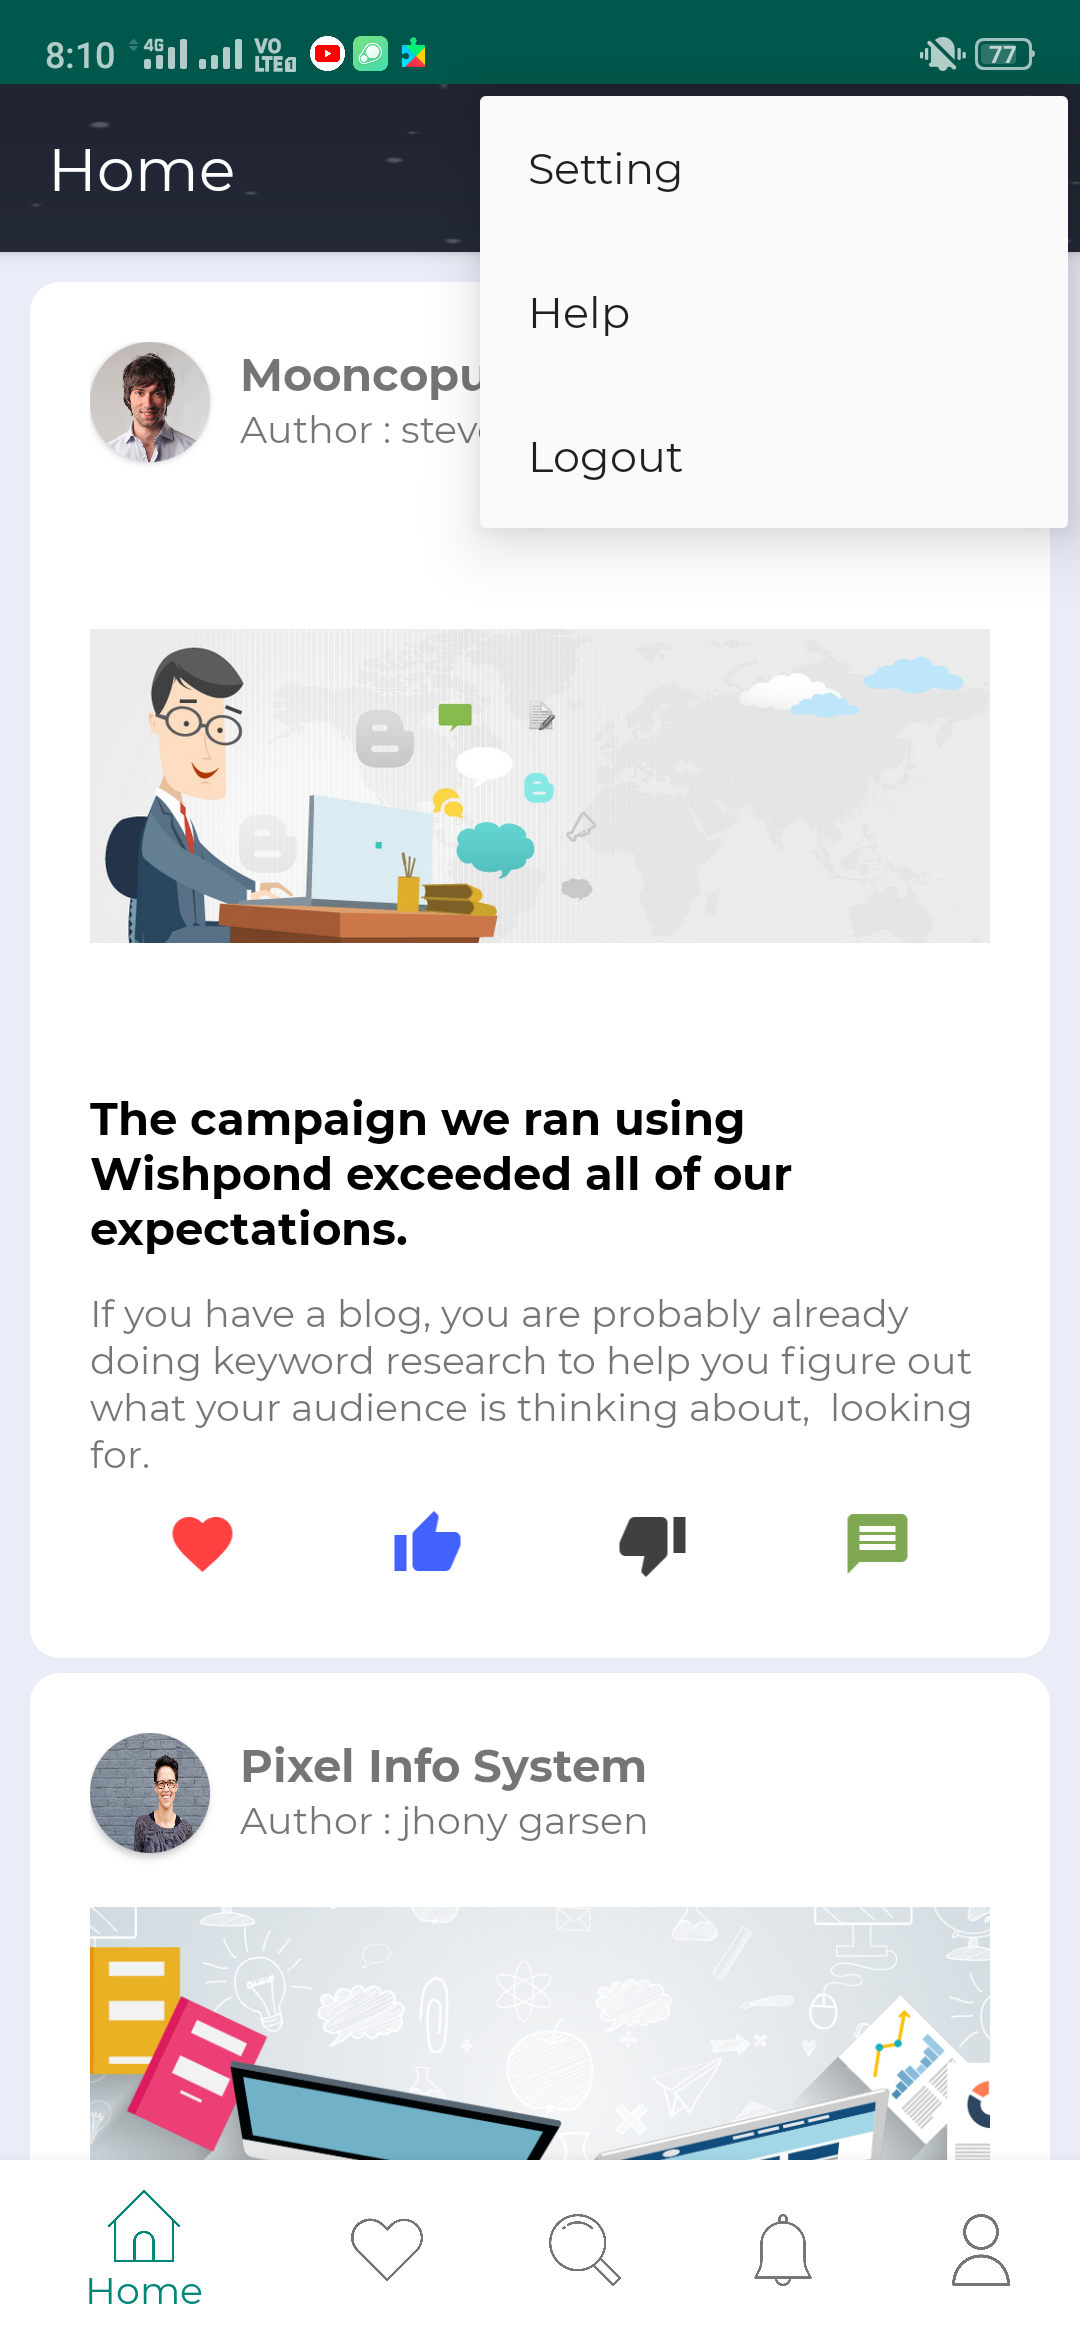 8:10 4G VO LTE 1 77
Home
Setting
Help
Logout
Author :
The campaign we ran using
Wishpond exceeded all of our
expectations.
If you have a blog, you are probably already
doing keyword research to help you figure out
what your audience is thinking about,  looking
for.
Pixel Info System
Author : jhony garsen
Home